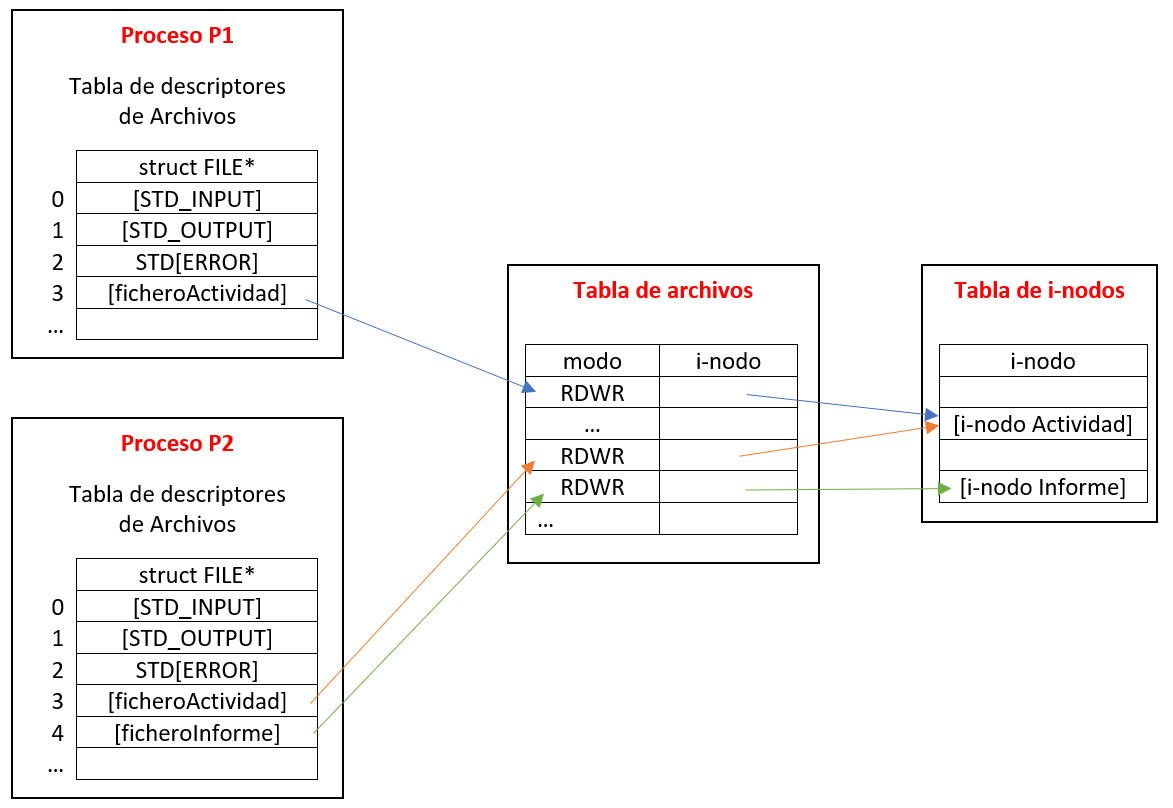 Proceso P1
Tabla de descriptores
de Archivos
struct FILE*
0 [STD_INPUT]
1 [STD_OUTPUT]
2 STD[ERROR]
3 [ficheroActividad]
...
Proceso P2
Tabla de descriptores
de Archivos
struct FILE*
0 [STD_INPUT]
1 [STD_OUTPUT]
2 STD[ERROR]
3 [ficheroActividad]
4 [ficheroInforme]
...
Tabla de archivos
modo i-nodo
RDWR
...
RDWR
RDWR
...
Tabla de i-nodos
i-nodo
[i-nodo Actividad]
[i-nodo Informe]